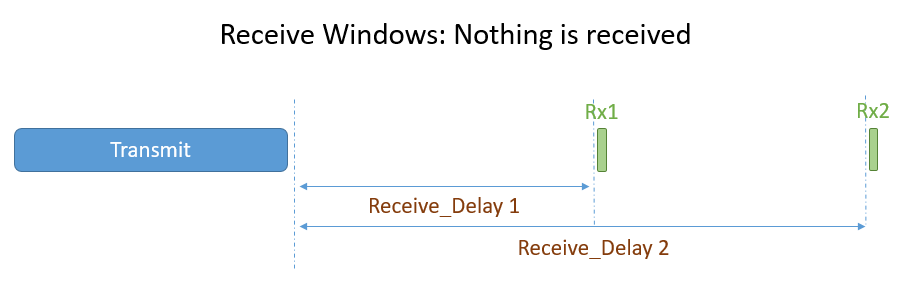 Receive Windows: Nothing is received
Rx1
Rx2
Transmit
Receive_Delay 1
Receive_Delay 2